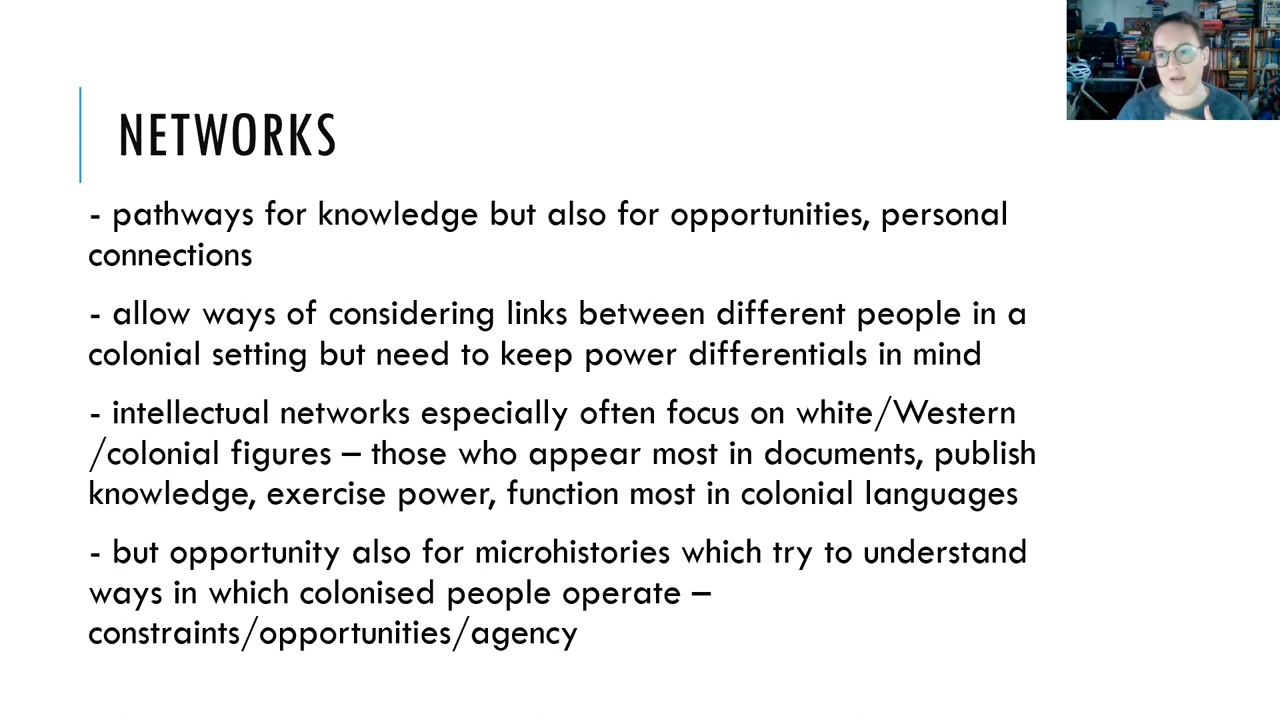 NETWORKS
- pathways for knowledge but also for opportunities, personal
connections
- allow ways of considering links between different people in a
colonial setting but need to keep power differentials in mind
- intellectual networks especially often focus on white/Western
/colonial figures – those who appear most in documents, publish
knowledge, exercise power, function most in colonial languages
- but opportunity also for microhistories which try to understand
ways in which colonised people operate –
constraints/opportunities/agency